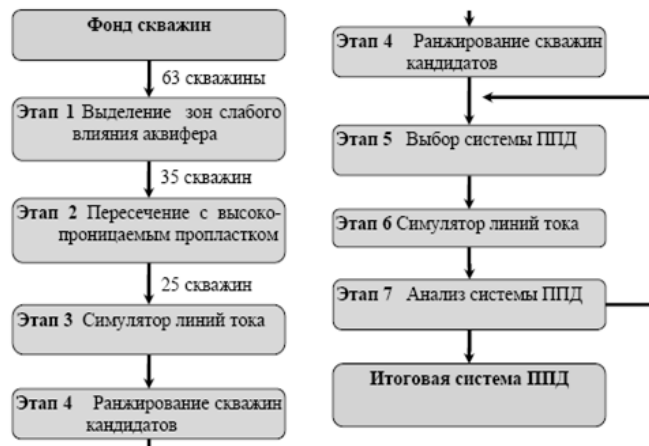 Фонд скважин
63 скважины
Этап 1 Выделение зон слабого
влияния аквифера
35 скважин
Этап 2 Пересечение с высоко-
проницаемым пропластком
25 скважин
Этап 3 Симулятор линий тока
Этап 4 Ранжирование скважин
кандидатов
Этап 4 Ранжирование скважин
кандидатов
Этап 5 Выбор системы ППД
Этап 6 Симулятор линий тока
Этап 7 Анализ системы ППД
Итоговая система ППД